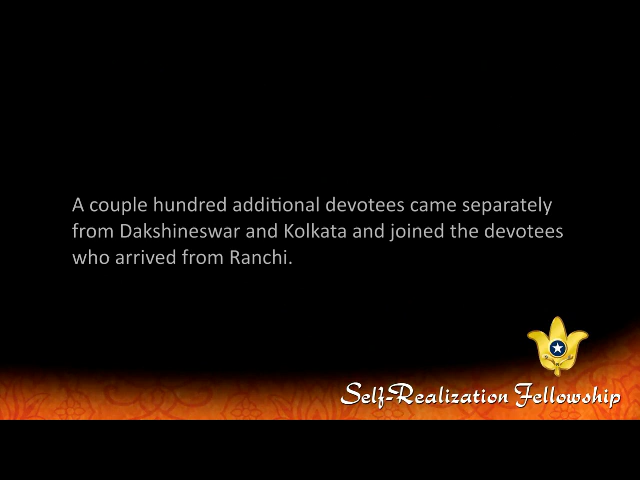 A couple hundred additional devotees came separately
from Dakshineswar and Kolkata and joined the devotees
who arrived from Ranchi.
Self-Realization Fellowship